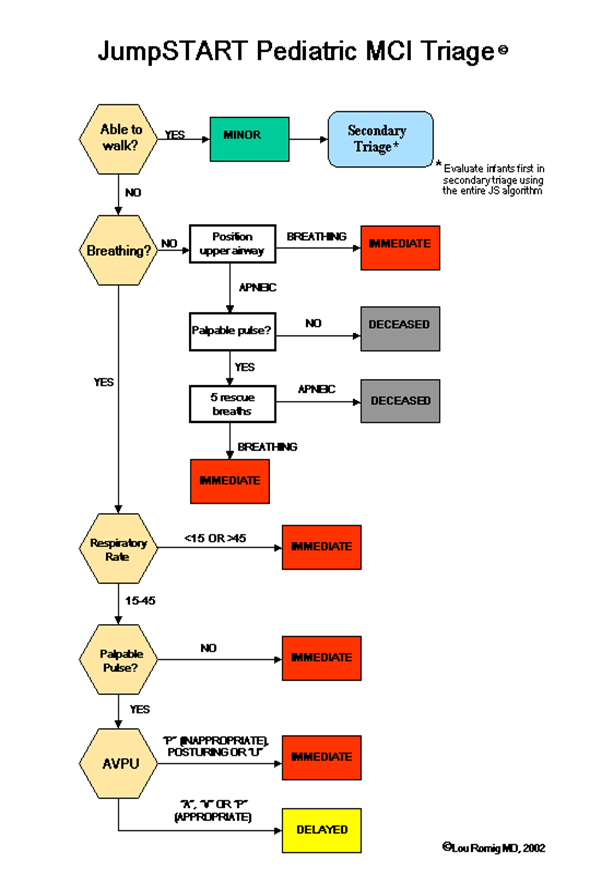 JumpSTART Pediatric MCI Triage©
Able to
walk?
YES
MINOR
Secondary
Triage*
* Evaluate infants first in
secondary triage using
the entire JS algorithm
NO
Breathing?
NO
Position
upper airway
BREATHING
IMMEDIATE
APNEIC
Palpable pulse?
NO
DECEASED
YES
YES
5 rescue
breaths
APNEIC
DECEASED
BREATHING
IMMEDIATE
Respiratory
Rate
<15 OR >45
IMMEDIATE
15-45
Palpable
Pulse?
NO
IMMEDIATE
YES
AVPU
"P" (INAPPROPRIATE),
POSTURING OR "U"
IMMEDIATE
"A", "V" OR "P"
(APPROPRIATE)
DELAYED
©Lou Romig MD, 2002